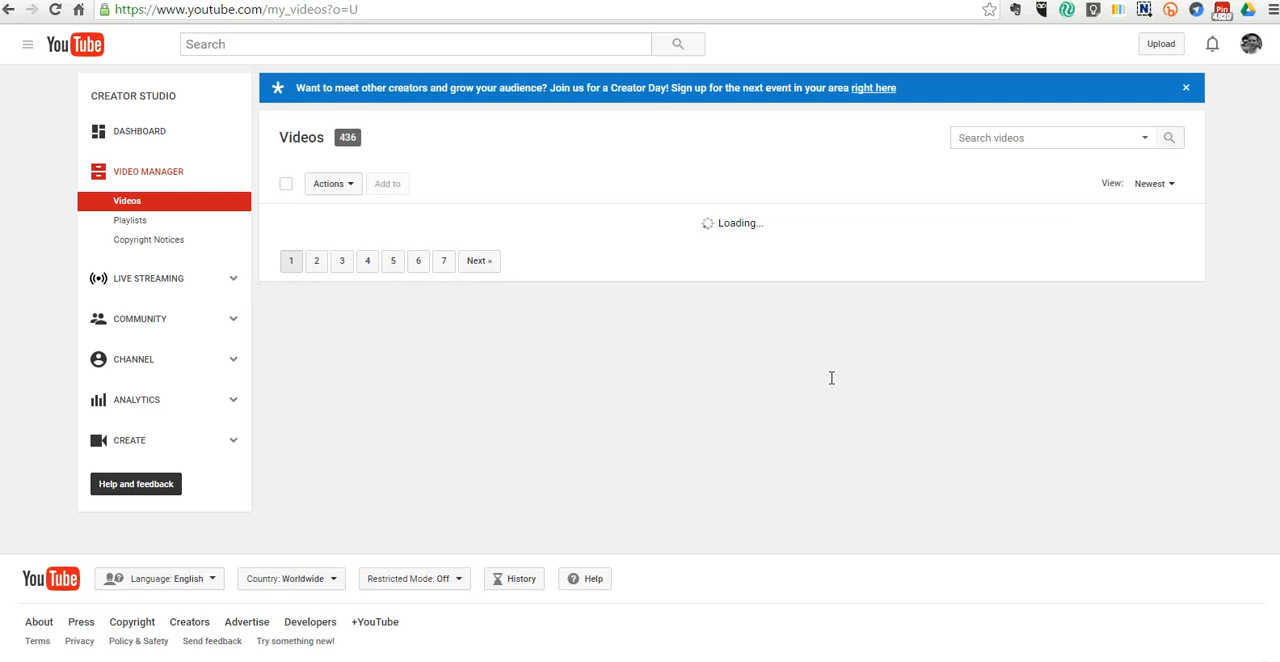 https://www.youtube.com/my_videos?o=U
Pin
4820
YouTube
Search
Upload
CREATOR STUDIO
DASHBOARD
VIDEO MANAGER
Videos
Playlists
Copyright Notices
LIVE STREAMING
COMMUNITY
CHANNEL
ANALYTICS
CREATE
Help and feedback
Want to meet other creators and grow your audience? Join us for a Creator Day! Sign up for the next event in your area right here
Videos 436
Search videos
Actions Add to
View: Newest
Loading...
1 2 3 4 5 6 7 Next »
YouTube Language: English Country: Worldwide Restricted Mode: Off History Help
About Press Copyright Creators Advertise Developers +YouTube
Terms Privacy Policy & Safety Send feedback Try something new!